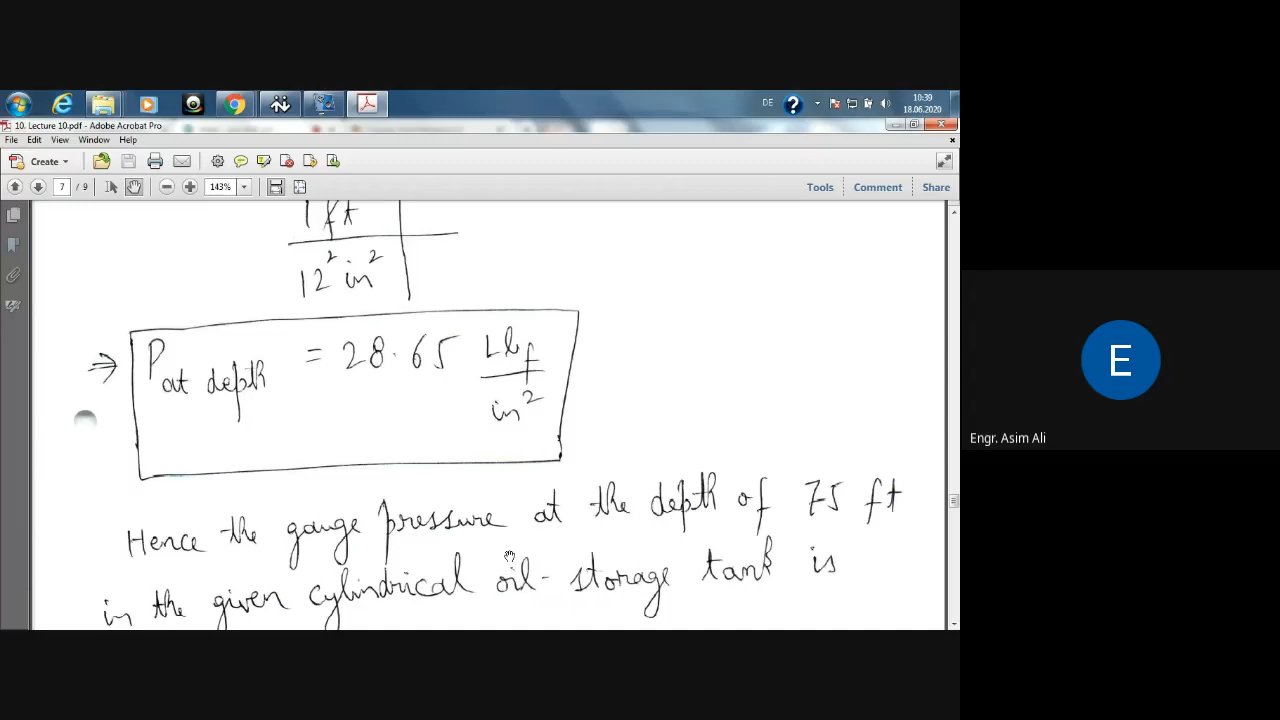 DE
10:39
18.06.2020
10. Lecture 10.pdf - Adobe Acrobat Pro
File Edit View Window Help
Create
7 / 9 143% Tools Comment Share
1 ft
12² in²
⇒ P at depth = 28.65 Lbf / in²
Hence the gauge pressure at the depth of 75 ft
in the given cylindrical oil-storage tank is
E
Engr. Asim Ali